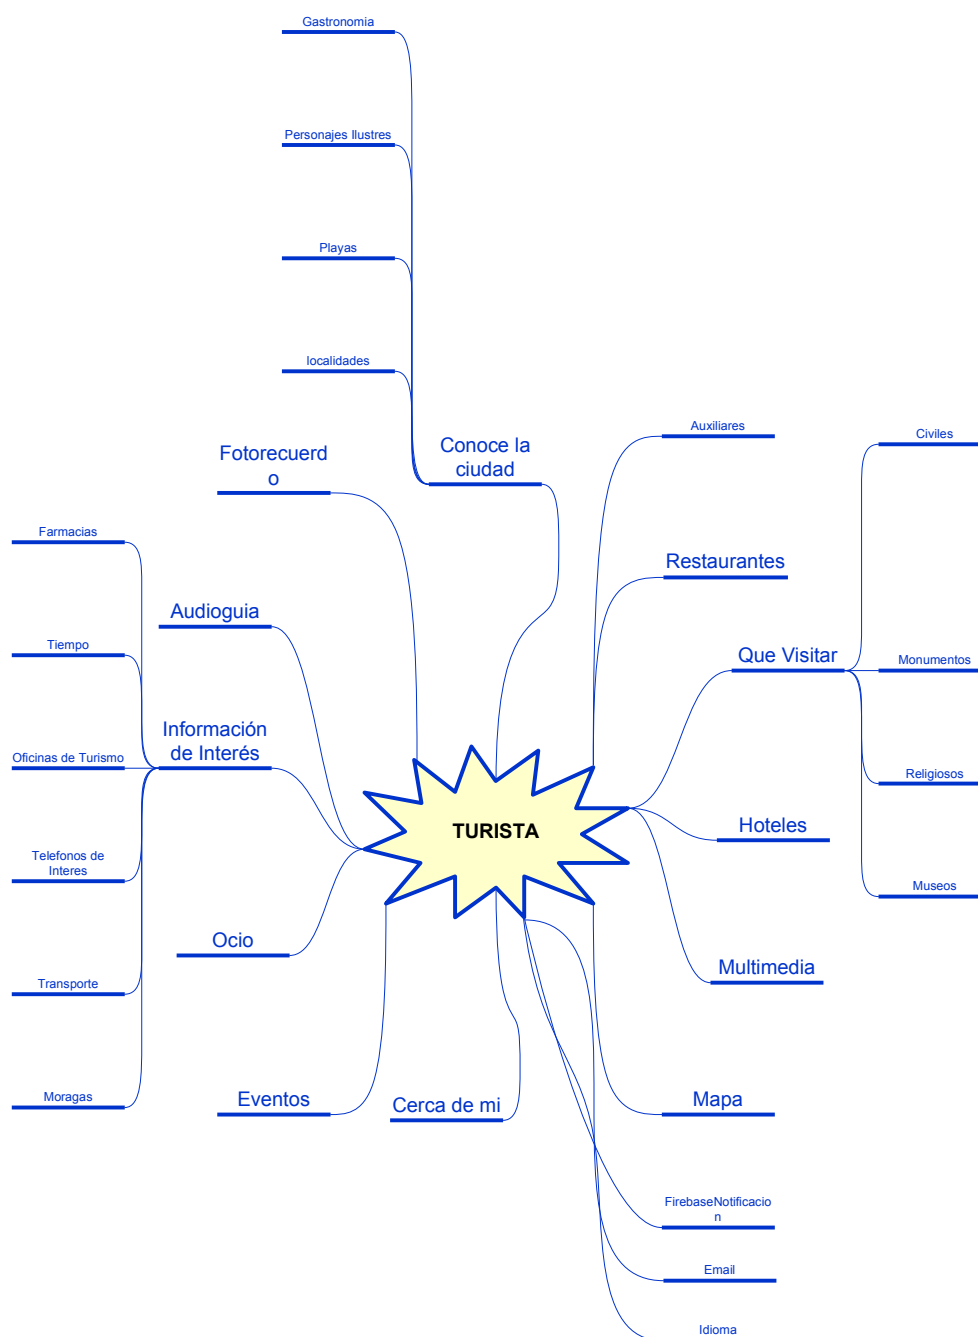 Gastronomia
Personajes Ilustres
Playas
localidades
Conoce la
ciudad
Fotorecuerd
o
Auxiliares
Civiles
Farmacias
Restaurantes
Audioguia
Tiempo
Que Visitar
Monumentos
Información
de Interés
Oficinas de Turismo
Religiosos
TURISTA
Hoteles
Telefonos de
Interes
Museos
Ocio
Multimedia
Transporte
Moragas
Eventos
Cerca de mi
Mapa
FirebaseNotificacio
n
Email
Idioma